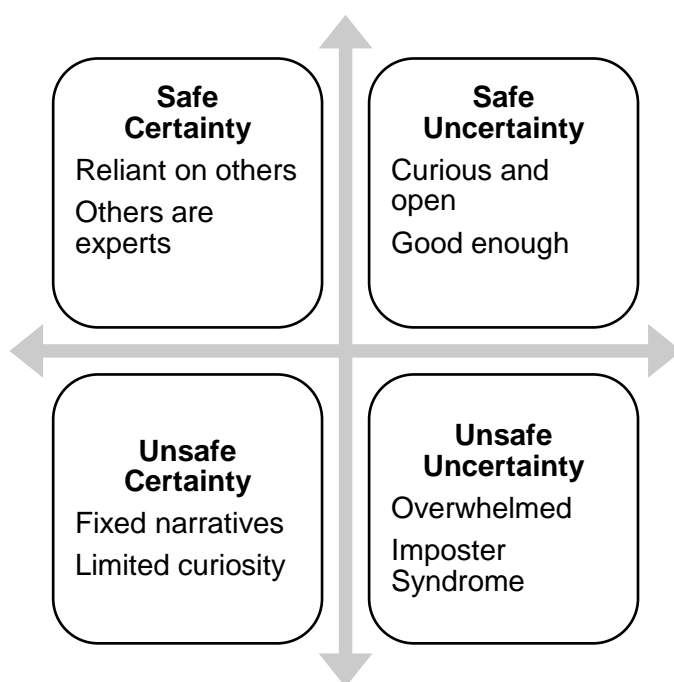 Safe
Certainty
Reliant on others
Others are
experts
Safe
Uncertainty
Curious and
open
Good enough
Unsafe
Certainty
Fixed narratives
Limited curiosity
Unsafe
Uncertainty
Overwhelmed
Imposter
Syndrome